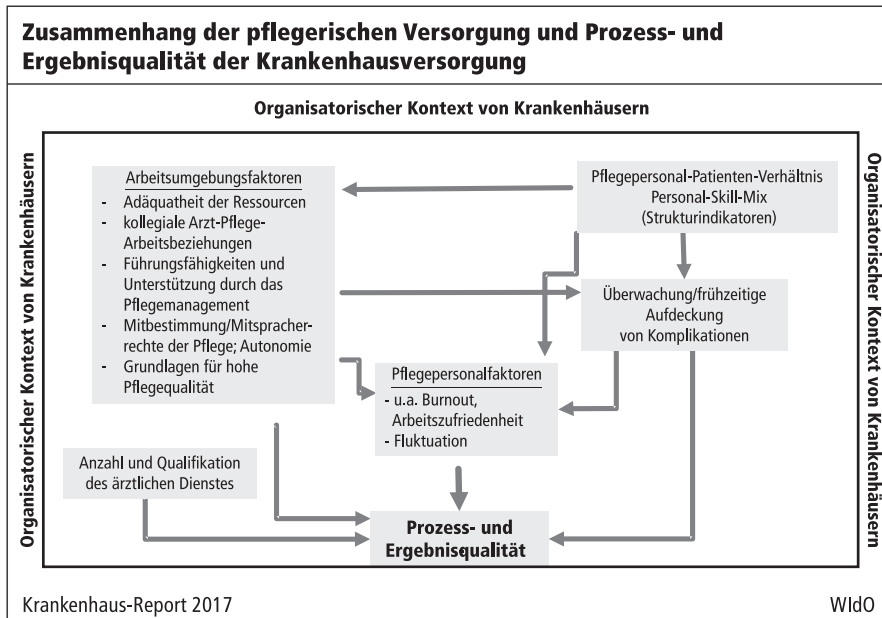 Zusammenhang der pflegerischen Versorgung und Prozess- und
Ergebnisqualität der Krankenhausversorgung
Organisatorischer Kontext von Krankenhäusern
Organisatorischer Kontext von Krankenhäusern
Arbeitsumgebungsfaktoren
- Adäquatheit der Ressourcen
- kollegiale Arzt-Pflege-
Arbeitsbeziehungen
- Führungsfähigkeiten und
Unterstützung durch das
Pflegemanagement
- Mitbestimmung/Mitspracher-
rechte der Pflege; Autonomie
- Grundlagen für hohe
Pflegequalität
Pflegepersonal-Patienten-Verhältnis
Personal-Skill-Mix
(Strukturindikatoren)
Überwachung/frühzeitige
Aufdeckung
von Komplikationen
Pflegepersonalfaktoren
- u.a. Burnout,
Arbeitszufriedenheit
- Fluktuation
Anzahl und Qualifikation
des ärztlichen Dienstes
Prozess- und
Ergebnisqualität
Organisatorischer Kontext von Krankenhäusern
Krankenhaus-Report 2017
WIdO